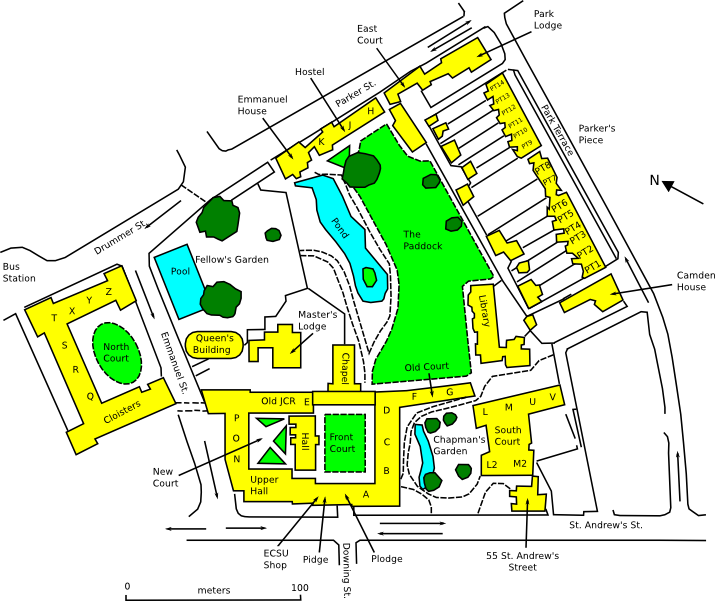 Park
Lodge
East
Court
Hostel
Parker St.
Emmanuel
House
H
J
K
PT14
PT13
PT12
PT11
PT10
PT9
PT8
PT7
PT6
PT5
PT4
PT3
PT2
PT1
Park Terrace
Parker's
Piece
N
Drummer St.
Bus
Station
Pool
Fellow's Garden
Pond
The
Paddock
Camden
House
Library
T
X
Y
Z
S
R
Q
North
Court
Cloisters
Emmanuel St.
Queen's
Building
Master's
Lodge
Chapel
Old Court
Old JCR
E
F
G
P
O
N
D
C
B
A
Hall
Front
Court
New
Court
Upper
Hall
Chapman's
Garden
L
M
U
V
South
Court
L2
M2
ECSU
Shop
Pidge
Plodge
Downing St.
55 St. Andrew's
Street
St. Andrew's St.
0
meters
100